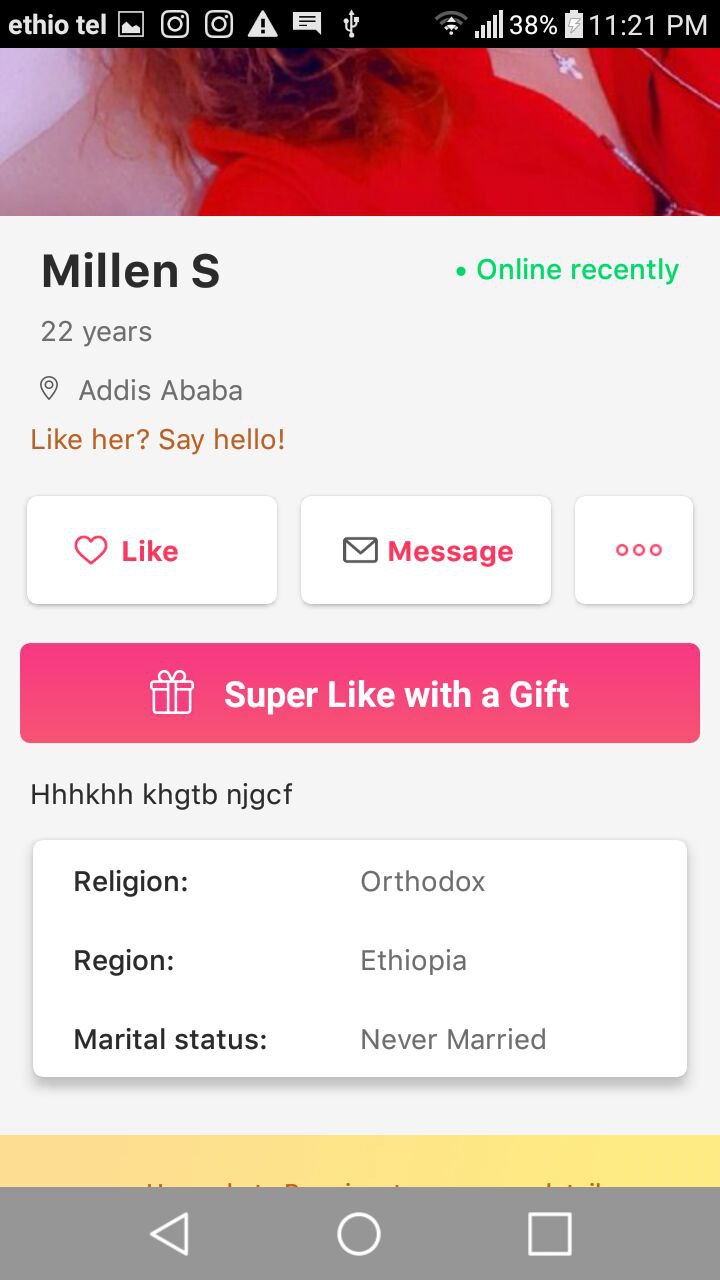 ethio tel 38% 11:21 PM
Millen S
• Online recently
22 years
Addis Ababa
Like her? Say hello!
Like
Message
Super Like with a Gift
Hhhkhh khgtb njgcf
Religion: Orthodox
Region: Ethiopia
Marital status: Never Married